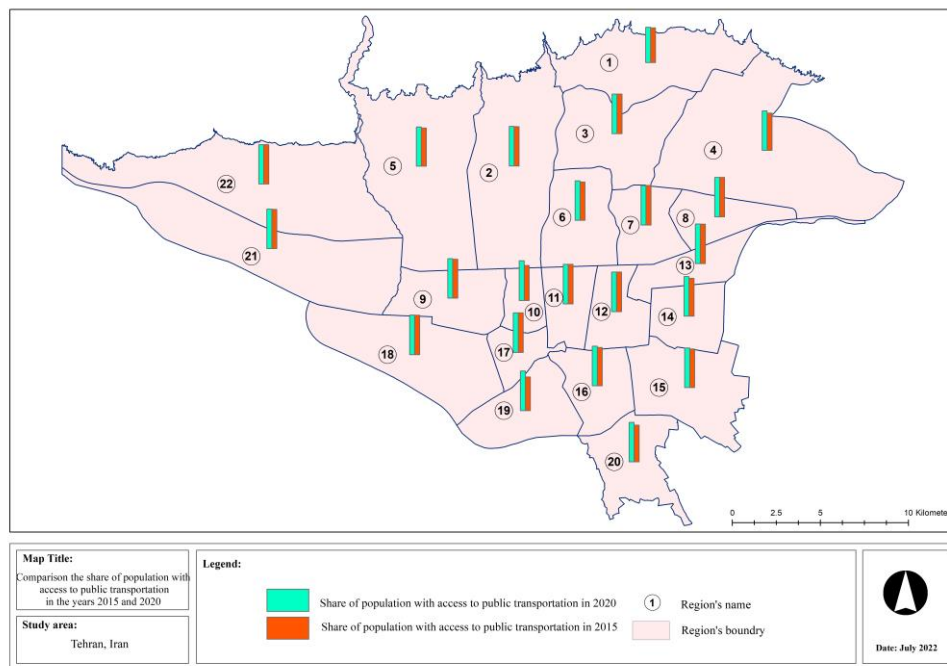 1
3
4
5
2
22
6
7
8
21
13
9
11
10
12
14
18
17
16
15
19
20
0
2.5
5
10 Kilomete
Map Title:
Comparison the share of population with
access to public transportation
in the years 2015 and 2020
Study area:
Tehran, Iran
Legend:
Share of population with access to public transportation in 2020
Share of population with access to public transportation in 2015
1
Region's name
Region's boundry
Date: July 2022